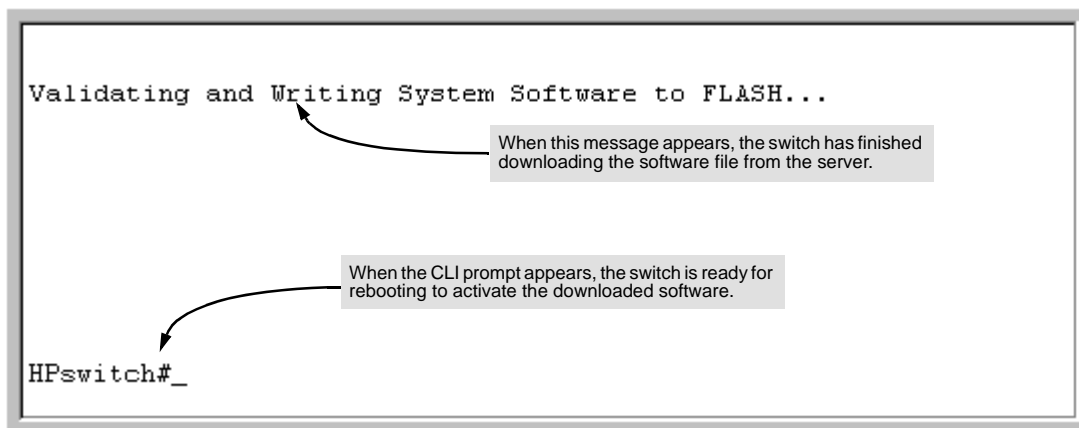 Validating and Writing System Software to FLASH...
When this message appears, the switch has finished
downloading the software file from the server.
When the CLI prompt appears, the switch is ready for
rebooting to activate the downloaded software.
HPswitch#_